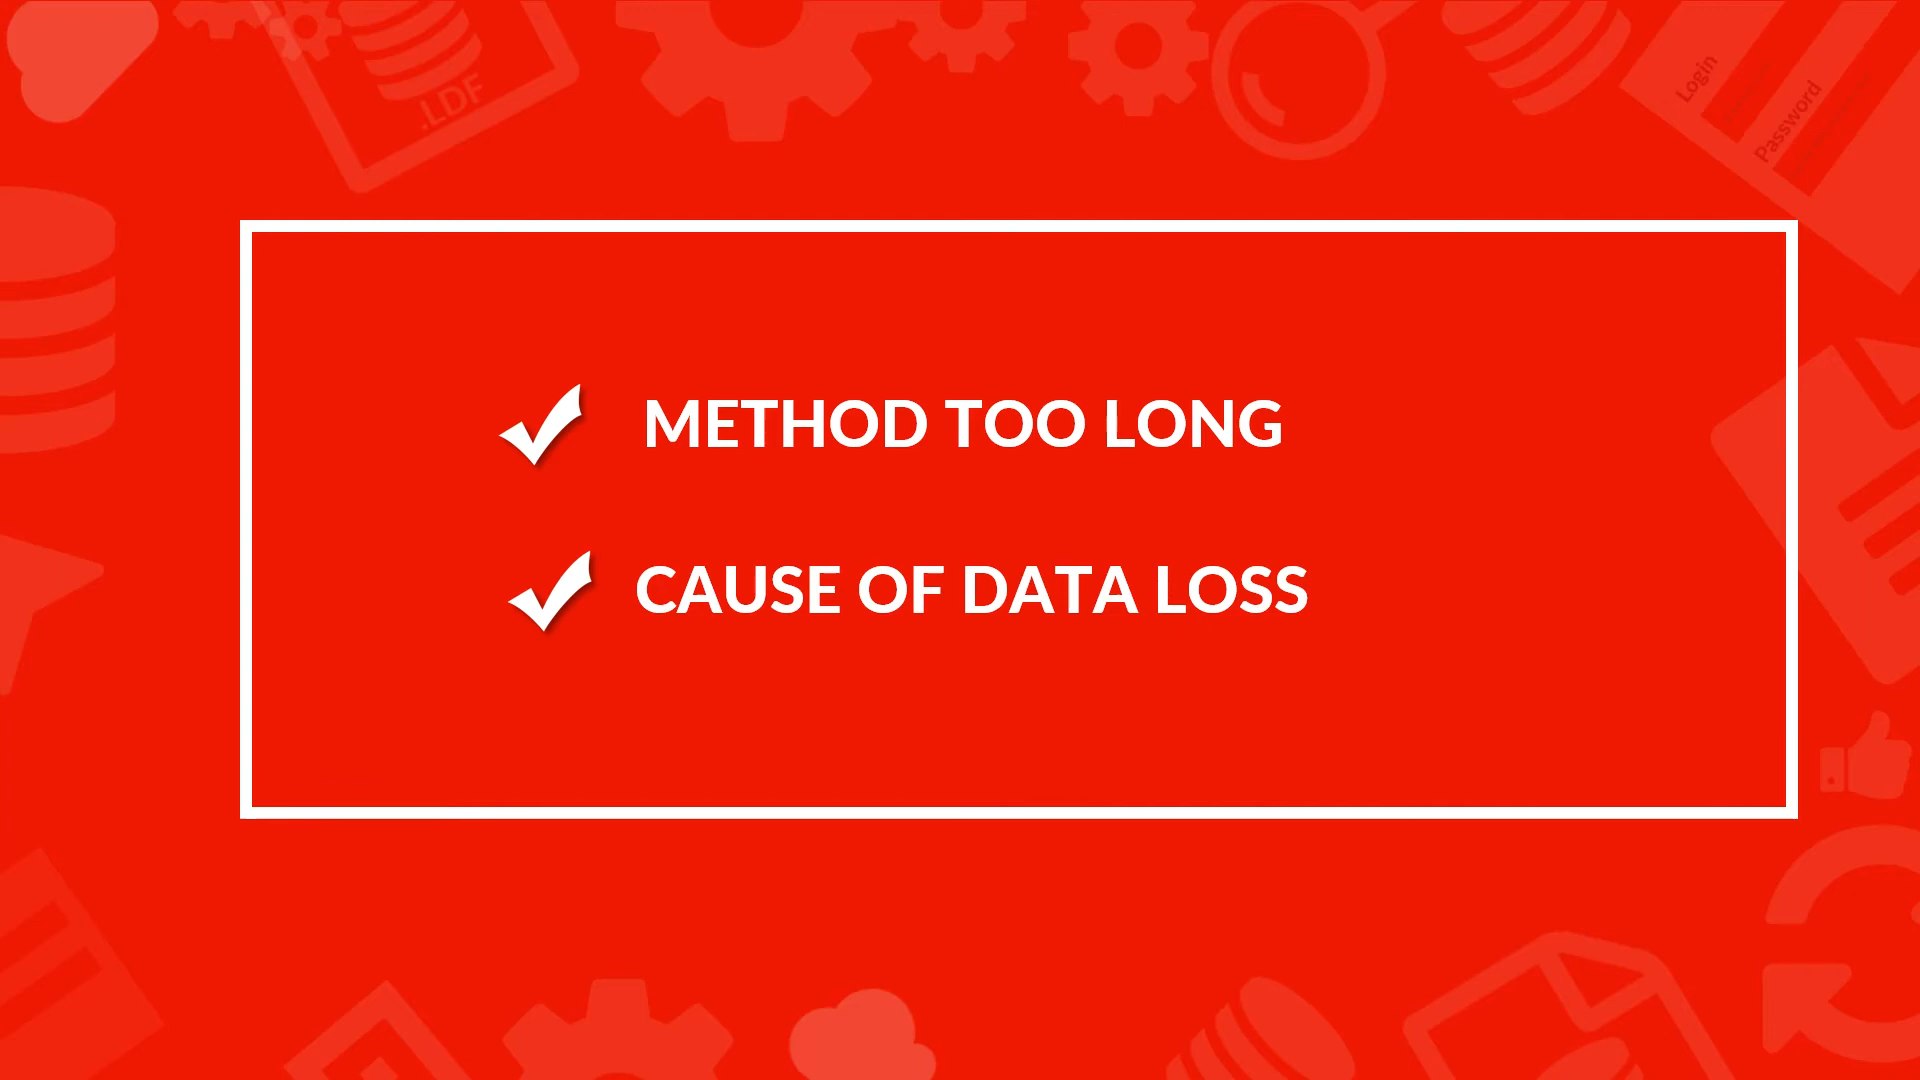 .LDF
Login
Password
METHOD TOO LONG
CAUSE OF DATA LOSS